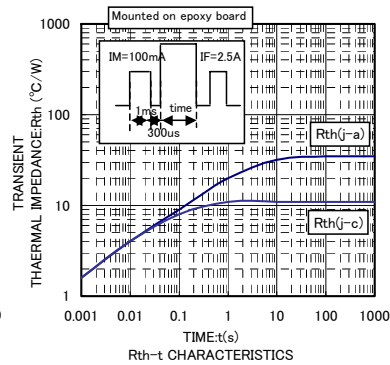 Mounted on epoxy board
IM=100mA
IF=2.5A
1ms
time
300us
1000
100
10
1
TRANSIENT
THAERMAL IMPEDANCE:Rth (℃/W)
Rth(j-a)
Rth(j-c)
0.001
0.01
0.1
1
10
100
1000
TIME:t(s)
Rth-t CHARACTERISTICS